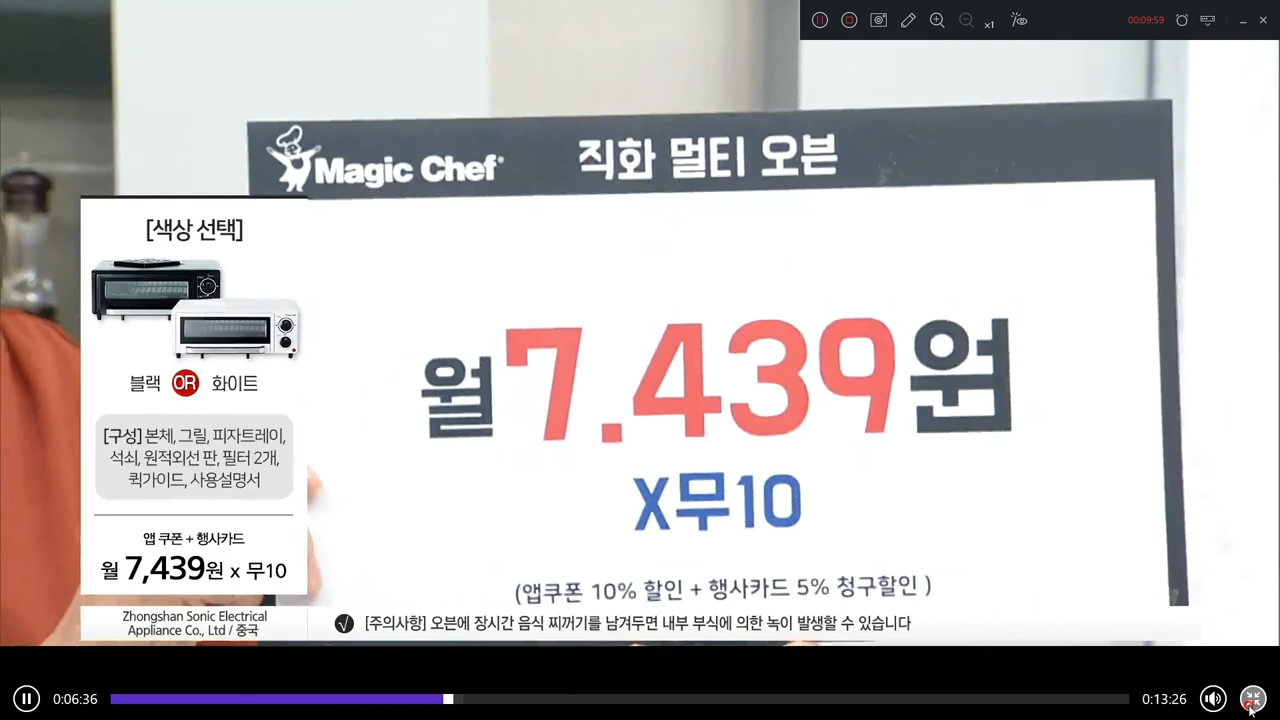 x1
00:09:59
Magic Chef®
직화 멀티 오븐
[색상 선택]
블랙 OR 화이트
[구성] 본체, 그릴, 피자트레이,
석쇠, 원적외선 판, 필터 2개,
퀵가이드, 사용설명서
앱 쿠폰 + 행사카드
월 7,439원 x 무10
월7.439원
X무10
(앱쿠폰 10% 할인 + 행사카드 5% 청구할인 )
Zhongshan Sonic Electrical
Appliance Co., Ltd / 중국
[주의사항] 오븐에 장시간 음식 찌꺼기를 남겨두면 내부 부식에 의한 녹이 발생할 수 있습니다
0:06:36
0:13:26